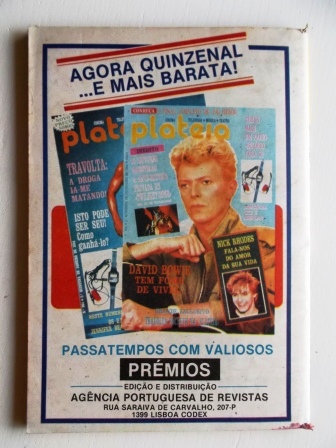 AGORA QUINZENAL
...E MAIS BARATA!
plateia
TRAVOLTA:
A DROGA
IA-ME
MATANDO!
ISTO PODE
SER SEU!
Como
ganhá-lo?
DAVID BOWIE
TEM FOME
DE VIVER
NICK RHODES
FALA-NOS
DO AMOR
DA SUA VIDA
PASSATEMPOS COM VALIOSOS
PRÉMIOS
EDIÇÃO E DISTRIBUIÇÃO
AGÊNCIA PORTUGUESA DE REVISTAS
RUA SARAIVA DE CARVALHO, 207-P
1399 LISBOA CODEX